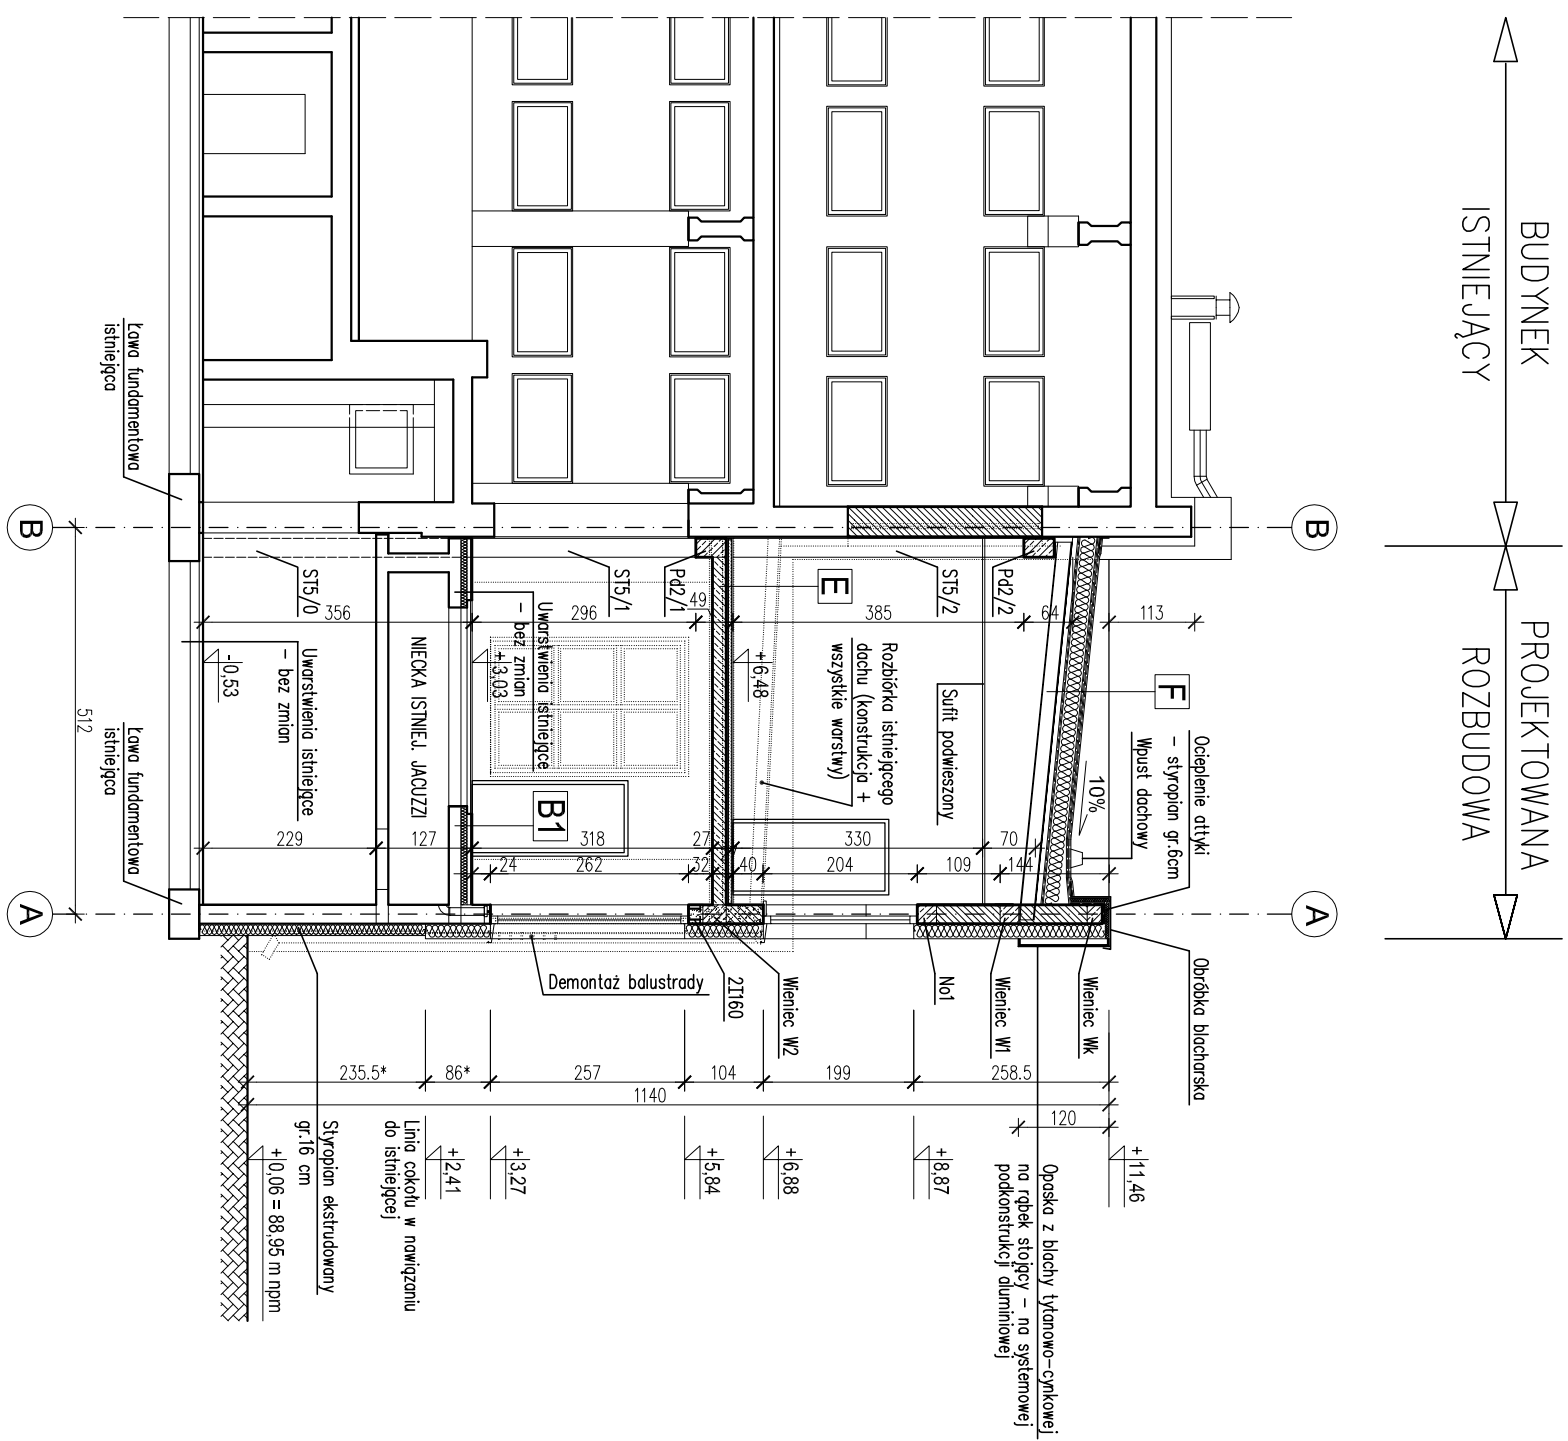 BUDYNEK
ISTNIEJĄCY
PROJEKTOWANA
ROZBUDOWA
B
A
B
A
Ocieplenie attyki
- styropian gr.6cm
Wpust dachowy
10%
F
Obróbka blacharska
Wieniec Wk
Wieniec W1
No1
Wieniec W2
2I160
Demontaż balustrady
Opaska z blachy tytanowo-cynkowej
na rąbek stojący - na systemowej
podkonstrukcji aluminiowej
113
64
385
49
296
356
Pd2/2
ST5/2
E
Pd2/1
ST5/1
ST5/0
Sufit podwieszony
Rozbiórka istniejącego
dachu (konstrukcja +
wszystkie warstwy)
+6,48
Uwarstwienia istniejące
- bez zmian
+3,03
B1
NIECKA ISTNIEJ. JACUZZI
Uwarstwienia istniejące
- bez zmian
-0,53
70
330
27
318
127
229
144
109
204
40
32
262
24
258.5
199
104
257
86*
235.5*
1140
120
+11,46
+8,87
+6,88
+5,84
+3,27
+2,41
+0,06=88,95 m npm
Linia cokołu w nawiązaniu
do istniejącej
Styropian ekstrudowany
gr.16 cm
Ława fundamentowa
istniejąca
Ława fundamentowa
istniejąca
512